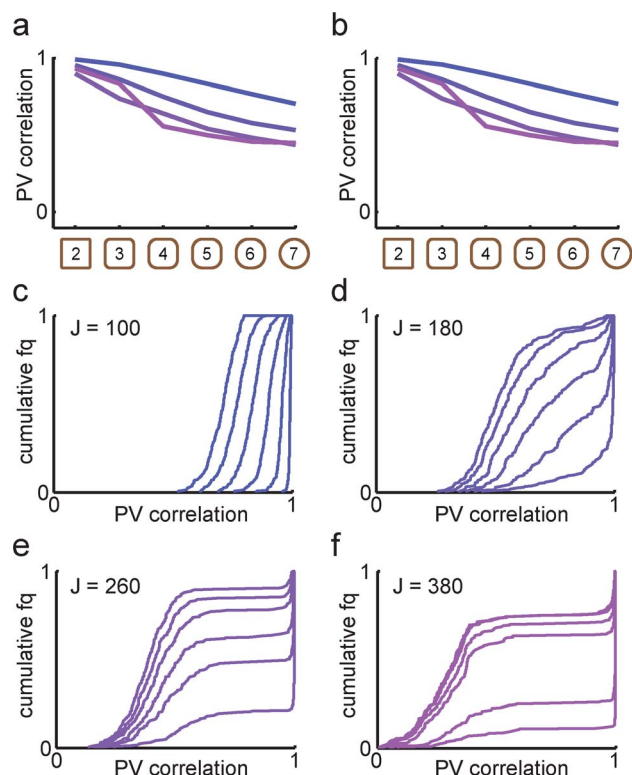 a
b
1
PV correlation
0
2 3 4 5 6 7
1
PV correlation
0
2 3 4 5 6 7
c
d
1
J = 100
cumulative fq
0
0
PV correlation
1
1
J = 180
cumulative fq
0
0
PV correlation
1
e
f
1
J = 260
cumulative fq
0
0
PV correlation
1
1
J = 380
cumulative fq
0
0
PV correlation
1